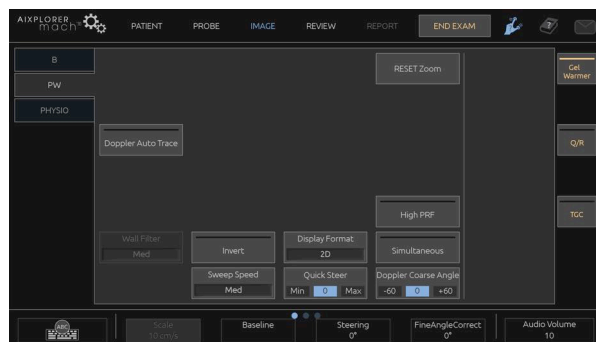 AIXPLORER
mach
PATIENT
PROBE
IMAGE
REVIEW
REPORT
END EXAM
B
PW
PHYSIO
RESET Zoom
Gel
Warmer
Doppler Auto Trace
Q/R
High PRF
TGC
Wall Filter
Med
Invert
Display Format
2D
Simultaneous
Sweep Speed
Med
Quick Steer
Min 0 Max
Doppler Coarse Angle
-60 0 +60
ABC
Scale
10 cm/s
Baseline
Steering
0°
FineAngleCorrect
0°
Audio Volume
10